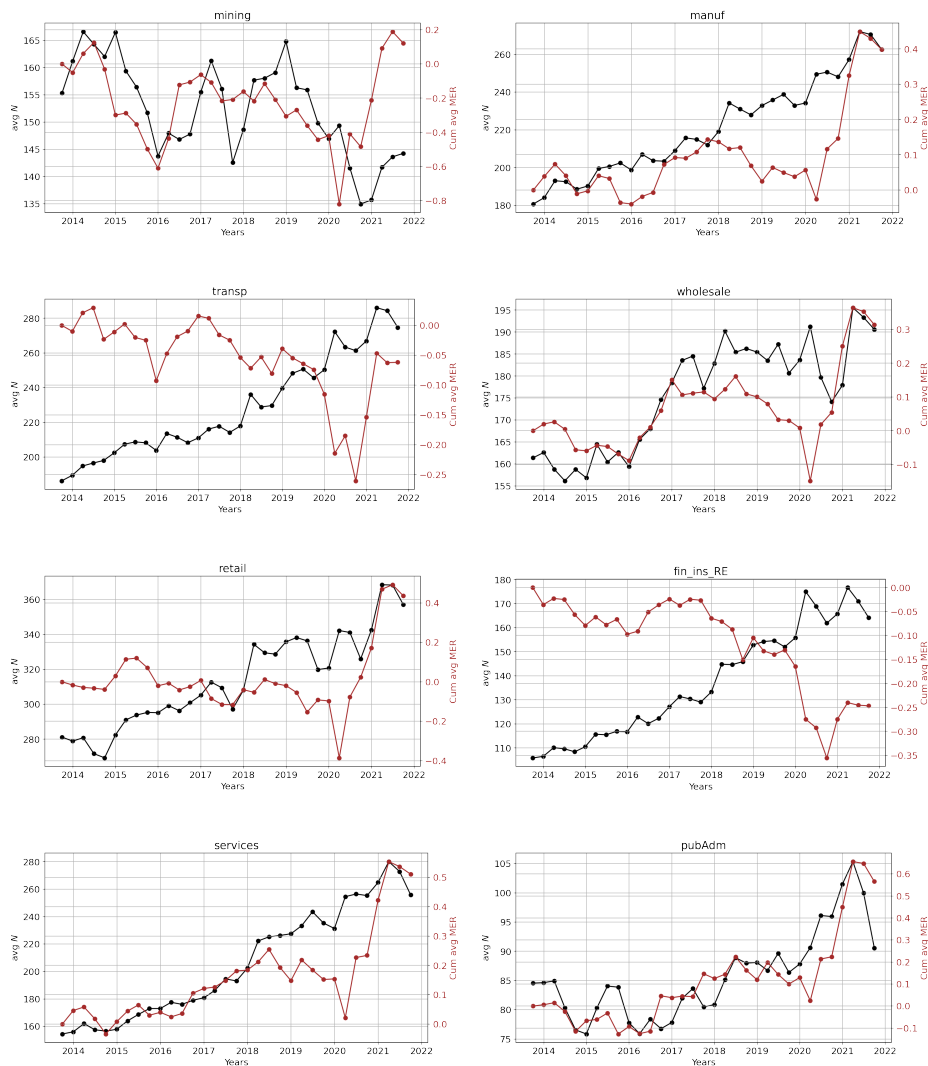 mining
165
160
155
150
145
140
135
avg N
0.2
0.0
−0.2
−0.4
−0.6
−0.8
Cum avg MER
2014 2015 2016 2017 2018 2019 2020 2021 2022
Years
manuf
260
240
220
200
180
avg N
0.4
0.3
0.2
0.1
0.0
Cum avg MER
2014 2015 2016 2017 2018 2019 2020 2021 2022
Years
transp
280
260
240
220
200
avg N
0.00
−0.05
−0.10
−0.15
−0.20
−0.25
Cum avg MER
2014 2015 2016 2017 2018 2019 2020 2021 2022
Years
wholesale
195
190
185
180
175
170
165
160
155
avg N
0.3
0.2
0.1
0.0
−0.1
Cum avg MER
2014 2015 2016 2017 2018 2019 2020 2021 2022
Years
retail
360
340
320
300
280
avg N
0.4
0.2
0.0
−0.2
−0.4
Cum avg MER
2014 2015 2016 2017 2018 2019 2020 2021 2022
Years
fin_ins_RE
180
170
160
150
140
130
120
110
avg N
0.00
−0.05
−0.10
−0.15
−0.20
−0.25
−0.30
−0.35
Cum avg MER
2014 2015 2016 2017 2018 2019 2020 2021 2022
Years
services
280
260
240
220
200
180
160
avg N
0.5
0.4
0.3
0.2
0.1
0.0
Cum avg MER
2014 2015 2016 2017 2018 2019 2020 2021 2022
Years
pubAdm
105
100
95
90
85
80
75
avg N
0.6
0.5
0.4
0.3
0.2
0.1
0.0
−0.1
Cum avg MER
2014 2015 2016 2017 2018 2019 2020 2021 2022
Years